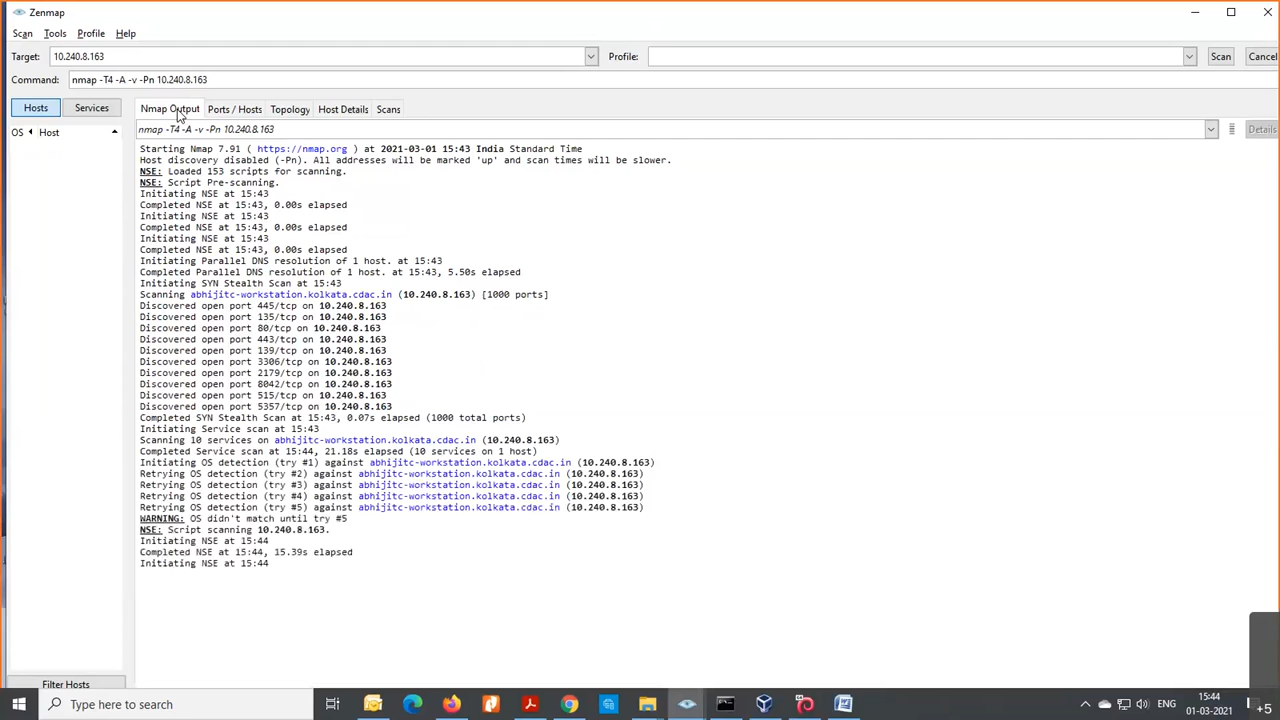 Zenmap
Scan Tools Profile Help
Target: 10.240.8.163 Profile: Scan Cancel
Command: nmap -T4 -A -v -Pn 10.240.8.163
Hosts Services Nmap Output Ports / Hosts Topology Host Details Scans
OS Host nmap -T4 -A -v -Pn 10.240.8.163 Details
Starting Nmap 7.91 ( https://nmap.org ) at 2021-03-01 15:43 India Standard Time
Host discovery disabled (-Pn). All addresses will be marked 'up' and scan times will be slower.
NSE: Loaded 153 scripts for scanning.
NSE: Script Pre-scanning.
Initiating NSE at 15:43
Completed NSE at 15:43, 0.00s elapsed
Initiating NSE at 15:43
Completed NSE at 15:43, 0.00s elapsed
Initiating NSE at 15:43
Completed NSE at 15:43, 0.00s elapsed
Initiating Parallel DNS resolution of 1 host. at 15:43
Completed Parallel DNS resolution of 1 host. at 15:43, 5.50s elapsed
Initiating SYN Stealth Scan at 15:43
Scanning abhijitc-workstation.kolkata.cdac.in (10.240.8.163) [1000 ports]
Discovered open port 445/tcp on 10.240.8.163
Discovered open port 135/tcp on 10.240.8.163
Discovered open port 80/tcp on 10.240.8.163
Discovered open port 443/tcp on 10.240.8.163
Discovered open port 139/tcp on 10.240.8.163
Discovered open port 3306/tcp on 10.240.8.163
Discovered open port 2179/tcp on 10.240.8.163
Discovered open port 8042/tcp on 10.240.8.163
Discovered open port 515/tcp on 10.240.8.163
Discovered open port 5357/tcp on 10.240.8.163
Completed SYN Stealth Scan at 15:43, 0.07s elapsed (1000 total ports)
Initiating Service scan at 15:43
Scanning 10 services on abhijitc-workstation.kolkata.cdac.in (10.240.8.163)
Completed Service scan at 15:44, 21.18s elapsed (10 services on 1 host)
Initiating OS detection (try #1) against abhijitc-workstation.kolkata.cdac.in (10.240.8.163)
Retrying OS detection (try #2) against abhijitc-workstation.kolkata.cdac.in (10.240.8.163)
Retrying OS detection (try #3) against abhijitc-workstation.kolkata.cdac.in (10.240.8.163)
Retrying OS detection (try #4) against abhijitc-workstation.kolkata.cdac.in (10.240.8.163)
Retrying OS detection (try #5) against abhijitc-workstation.kolkata.cdac.in (10.240.8.163)
WARNING: OS didn't match until try #5
NSE: Script scanning 10.240.8.163.
Initiating NSE at 15:44
Completed NSE at 15:44, 15.39s elapsed
Initiating NSE at 15:44
Filter Hosts
Type here to search
ENG
15:44
01-03-2021
+5